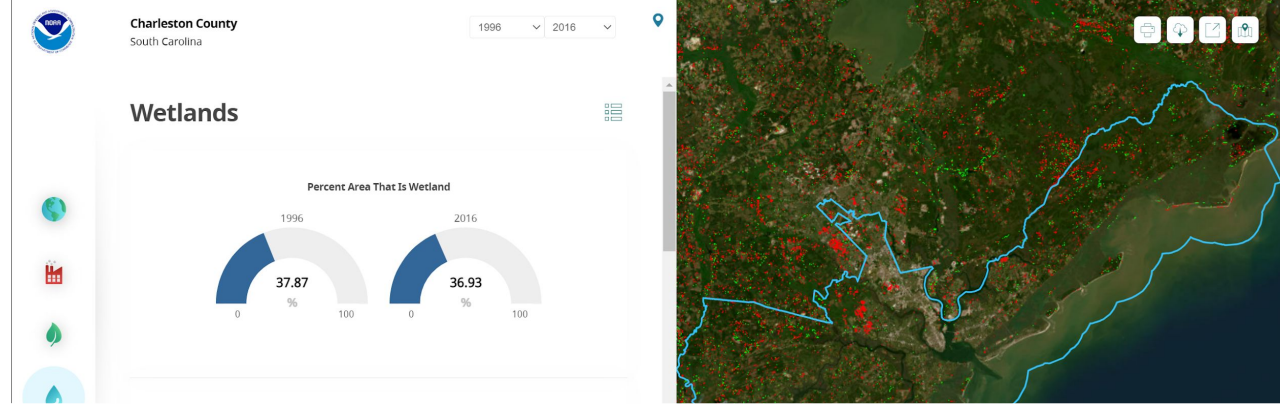 NOAA
Charleston County
South Carolina
1996
2016
Wetlands
Percent Area That Is Wetland
1996
2016
37.87
36.93
%
%
0
100
0
100